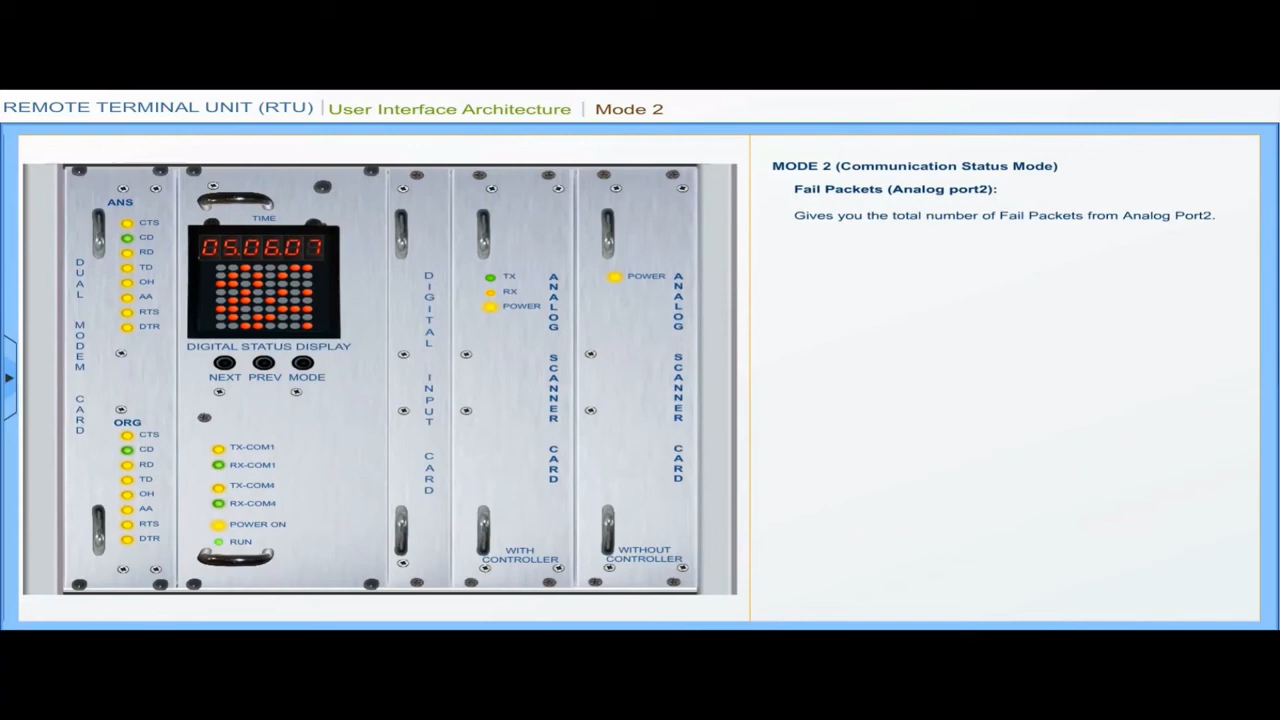 REMOTE TERMINAL UNIT (RTU) | User Interface Architecture | Mode 2
MODE 2 (Communication Status Mode)
Fail Packets (Analog port2):
Gives you the total number of Fail Packets from Analog Port2.
DUAL MODEM CARD
ANS
CTS
CD
RD
TD
OH
AA
RTS
DTR
ORG
CTS
CD
RD
TD
OH
AA
RTS
DTR
TIME
05.06.07
DIGITAL STATUS DISPLAY
NEXT PREV MODE
TX-COM1
RX-COM1
TX-COM4
RX-COM4
POWER ON
RUN
DIGITAL INPUT CARD
TX
RX
POWER
ANALOG SCANNER CARD
WITH
CONTROLLER
POWER
ANALOG SCANNER CARD
WITHOUT
CONTROLLER